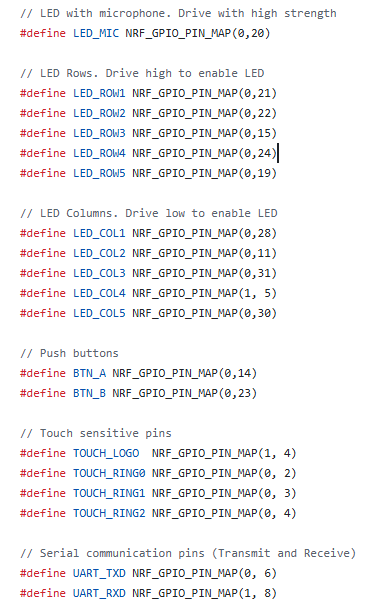 // LED with microphone. Drive with high strength
#define LED_MIC NRF_GPIO_PIN_MAP(0,20)
// LED Rows. Drive high to enable LED
#define LED_ROW1 NRF_GPIO_PIN_MAP(0,21)
#define LED_ROW2 NRF_GPIO_PIN_MAP(0,22)
#define LED_ROW3 NRF_GPIO_PIN_MAP(0,15)
#define LED_ROW4 NRF_GPIO_PIN_MAP(0,24)
#define LED_ROW5 NRF_GPIO_PIN_MAP(0,19)
// LED Columns. Drive low to enable LED
#define LED_COL1 NRF_GPIO_PIN_MAP(0,28)
#define LED_COL2 NRF_GPIO_PIN_MAP(0,11)
#define LED_COL3 NRF_GPIO_PIN_MAP(0,31)
#define LED_COL4 NRF_GPIO_PIN_MAP(1, 5)
#define LED_COL5 NRF_GPIO_PIN_MAP(0,30)
// Push buttons
#define BTN_A NRF_GPIO_PIN_MAP(0,14)
#define BTN_B NRF_GPIO_PIN_MAP(0,23)
// Touch sensitive pins
#define TOUCH_LOGO  NRF_GPIO_PIN_MAP(1, 4)
#define TOUCH_RING0 NRF_GPIO_PIN_MAP(0, 2)
#define TOUCH_RING1 NRF_GPIO_PIN_MAP(0, 3)
#define TOUCH_RING2 NRF_GPIO_PIN_MAP(0, 4)
// Serial communication pins (Transmit and Receive)
#define UART_TXD NRF_GPIO_PIN_MAP(0, 6)
#define UART_RXD NRF_GPIO_PIN_MAP(1, 8)